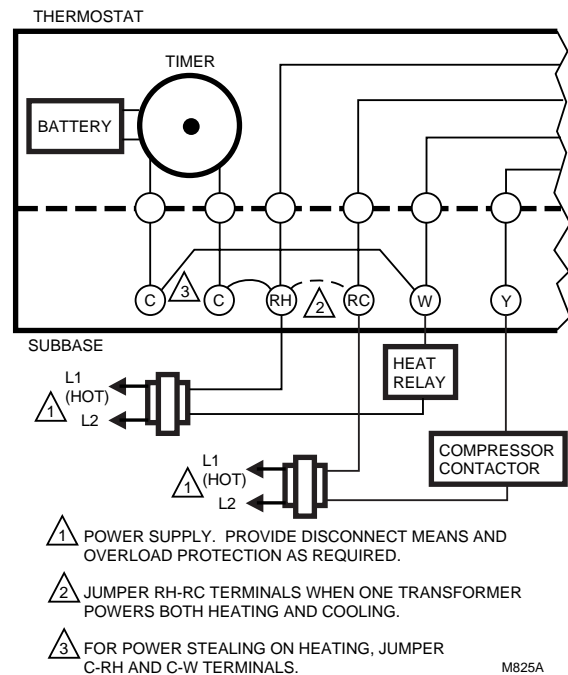 THERMOSTAT
TIMER
BATTERY
C
3
C
RH
2
RC
W
Y
SUBBASE
L1
(HOT)
1
L2
HEAT
RELAY
L1
(HOT)
1
L2
COMPRESSOR
CONTACTOR
1 POWER SUPPLY. PROVIDE DISCONNECT MEANS AND
OVERLOAD PROTECTION AS REQUIRED.
2 JUMPER RH-RC TERMINALS WHEN ONE TRANSFORMER
POWERS BOTH HEATING AND COOLING.
3 FOR POWER STEALING ON HEATING, JUMPER
C-RH AND C-W TERMINALS.
M825A